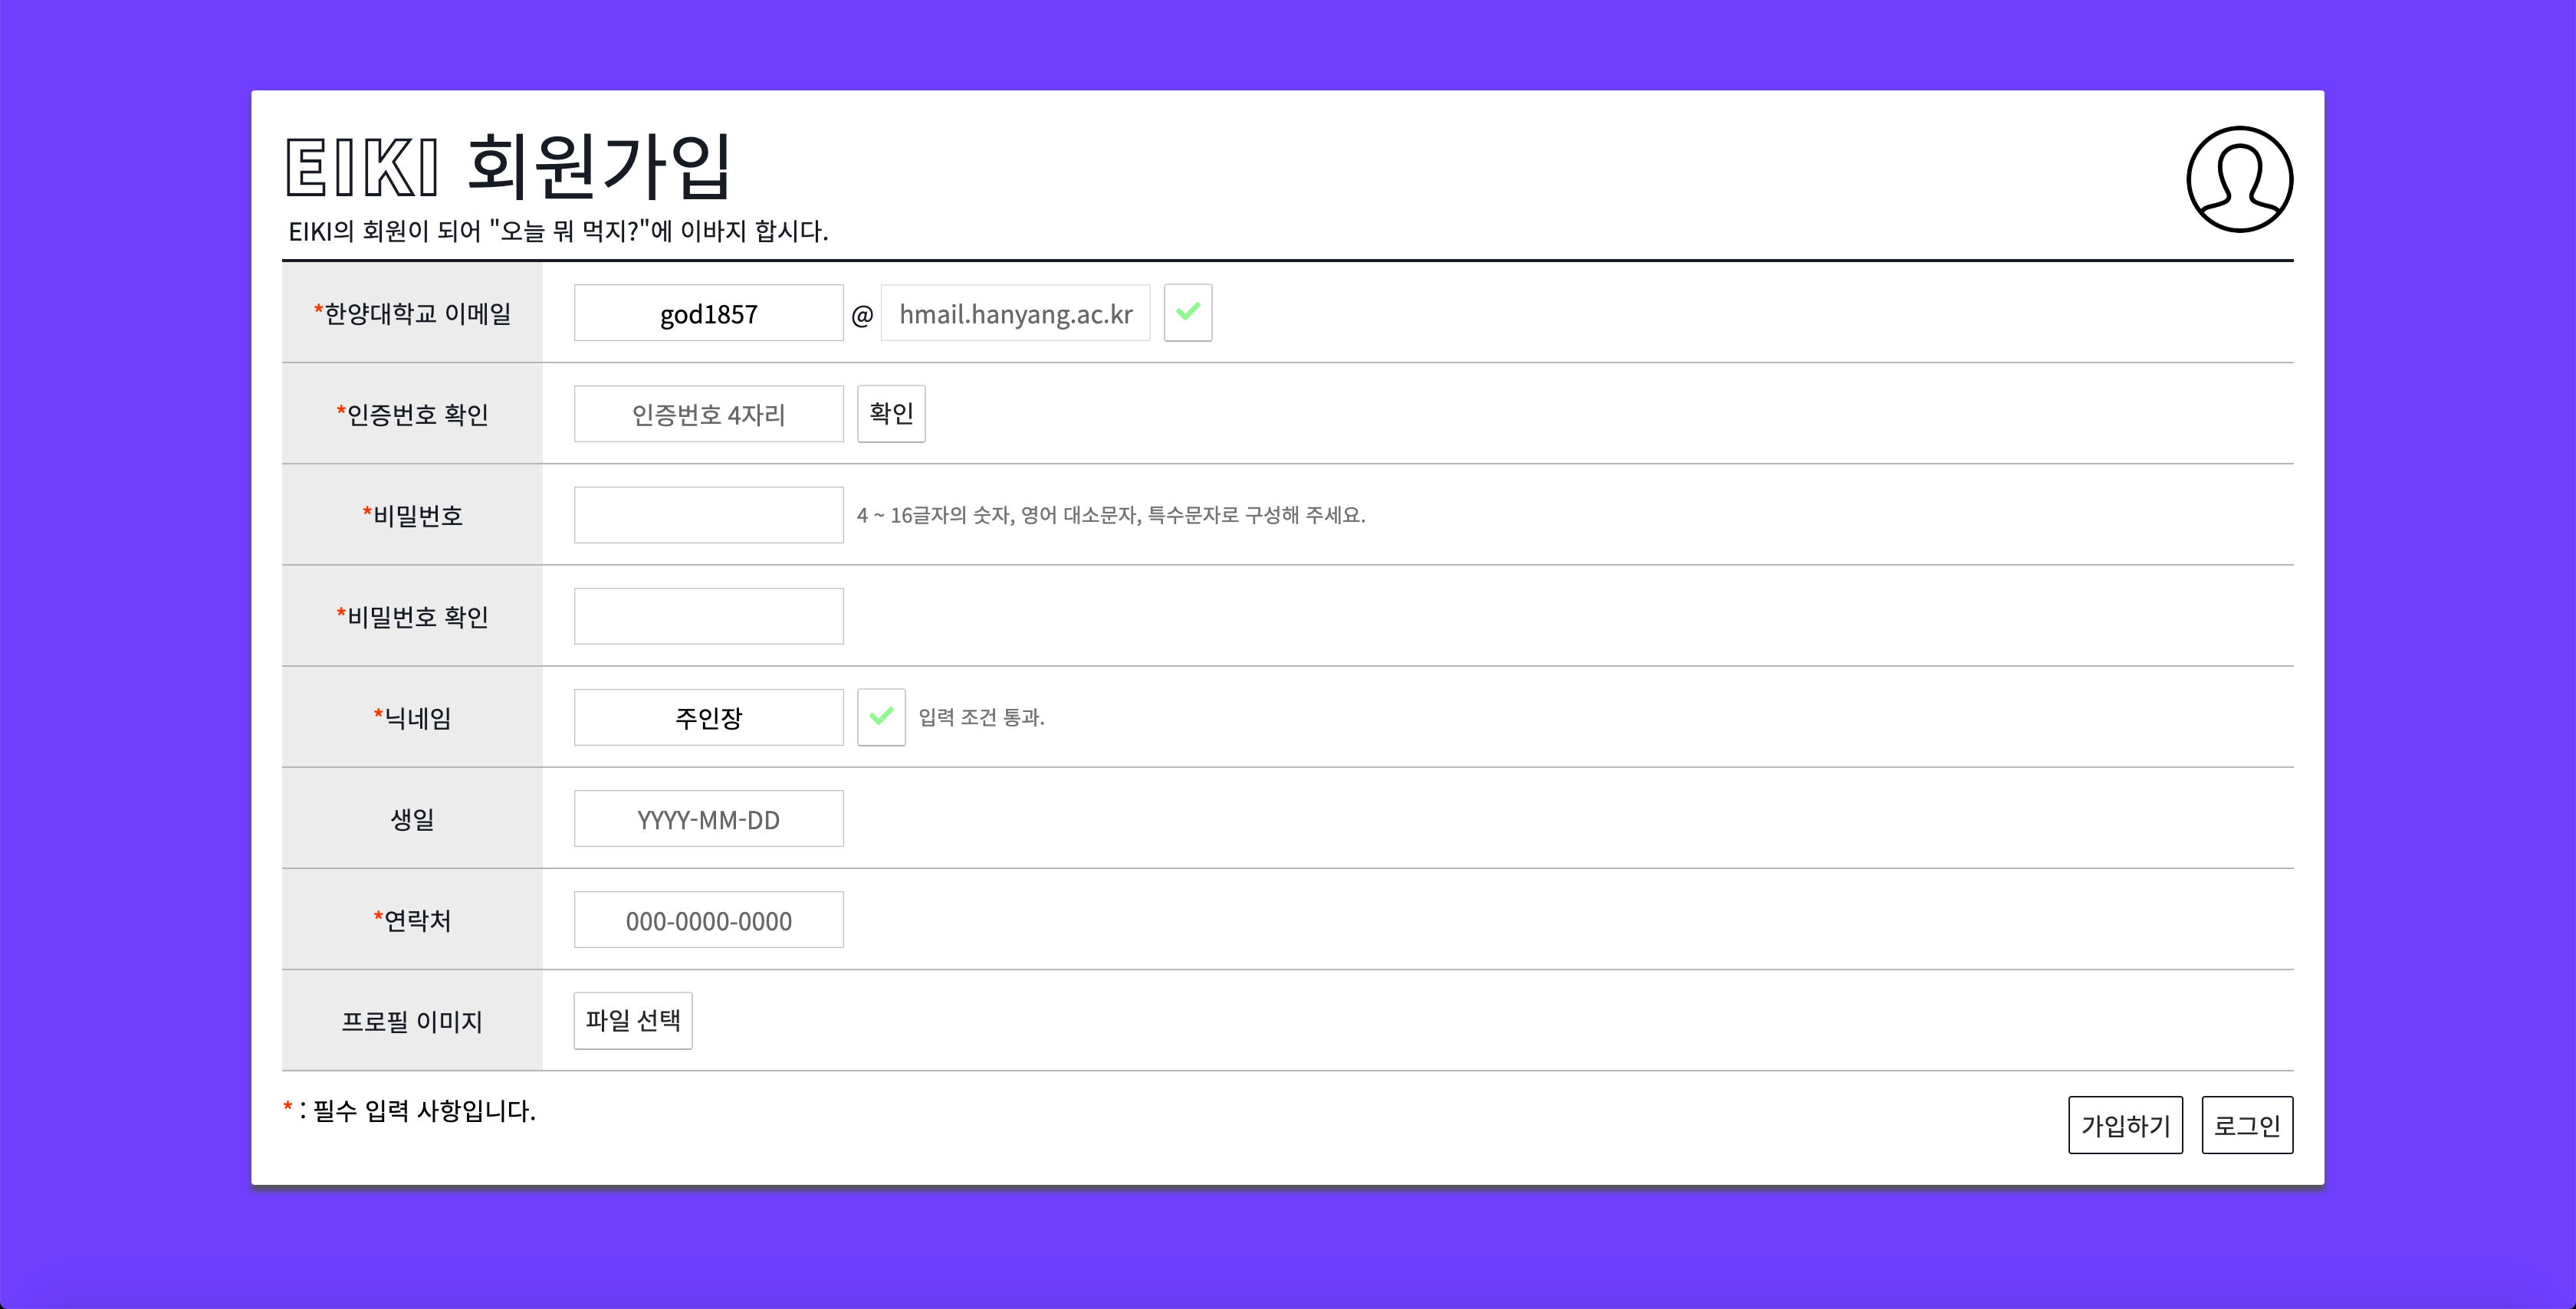 EIKI 회원가입
EIKI의 회원이 되어 "오늘 뭐 먹지?"에 이바지 합시다.
*한양대학교 이메일 god1857 @ hmail.hanyang.ac.kr
*인증번호 확인 인증번호 4자리 확인
*비밀번호 4 ~ 16글자의 숫자, 영어 대소문자, 특수문자로 구성해 주세요.
*비밀번호 확인
*닉네임 주인장 입력 조건 통과.
생일 YYYY-MM-DD
*연락처 000-0000-0000
프로필 이미지 파일 선택
* : 필수 입력 사항입니다.
가입하기 로그인